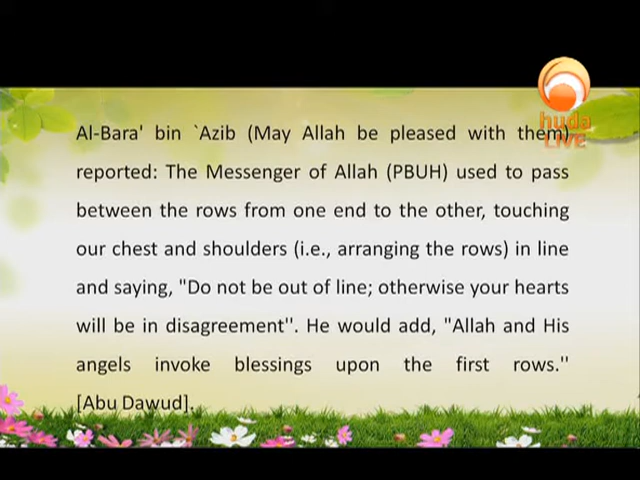 huda
LIVE
Al-Bara' bin `Azib (May Allah be pleased with them)
reported: The Messenger of Allah (PBUH) used to pass
between the rows from one end to the other, touching
our chest and shoulders (i.e., arranging the rows) in line
and saying, "Do not be out of line; otherwise your hearts
will be in disagreement''. He would add, "Allah and His
angels invoke blessings upon the first rows.''
[Abu Dawud].